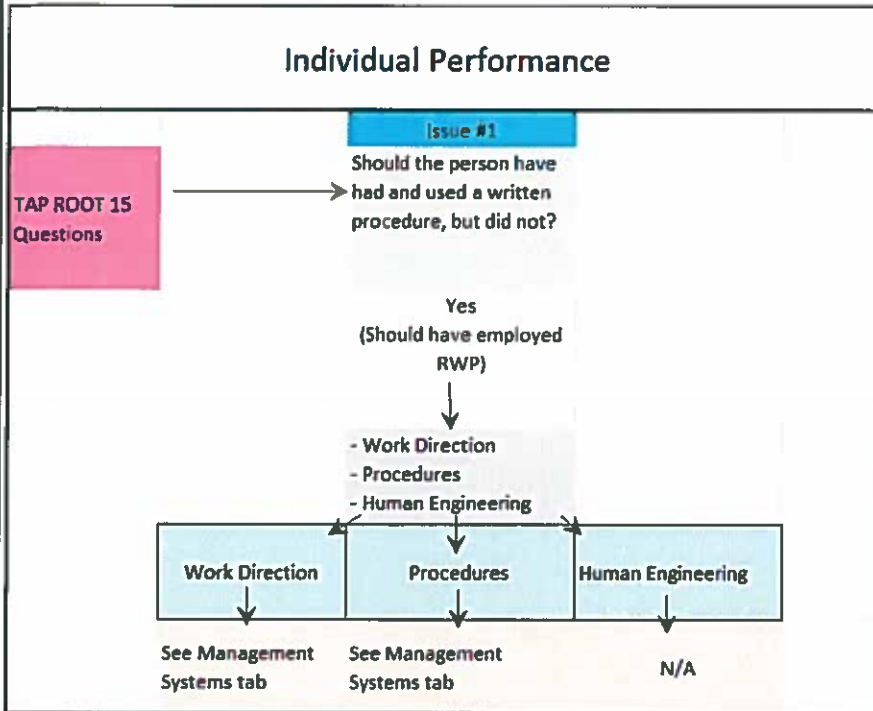 Individual Performance
Issue #1
TAP ROOT 15
Questions
Should the person have
had and used a written
procedure, but did not?
Yes
(Should have employed
RWP)
- Work Direction
- Procedures
- Human Engineering
Work Direction
Procedures
Human Engineering
See Management
Systems tab
See Management
Systems tab
N/A